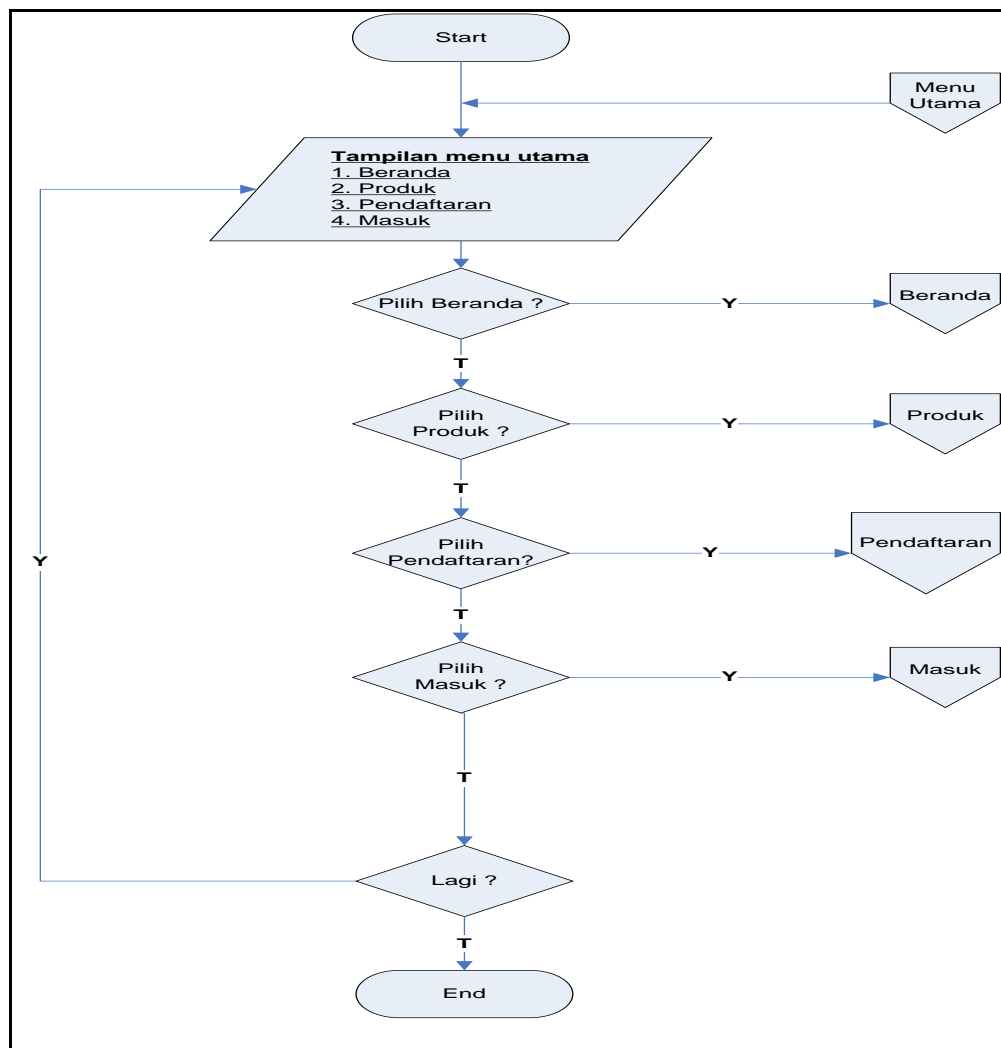 Start
Menu
Utama
Tampilan menu utama
1. Beranda
2. Produk
3. Pendaftaran
4. Masuk
Pilih Beranda ?
Y
Beranda
T
Pilih
Produk ?
Y
Produk
T
Pilih
Pendaftaran?
Y
Pendaftaran
Y
T
Pilih
Masuk ?
Y
Masuk
T
Lagi ?
T
End